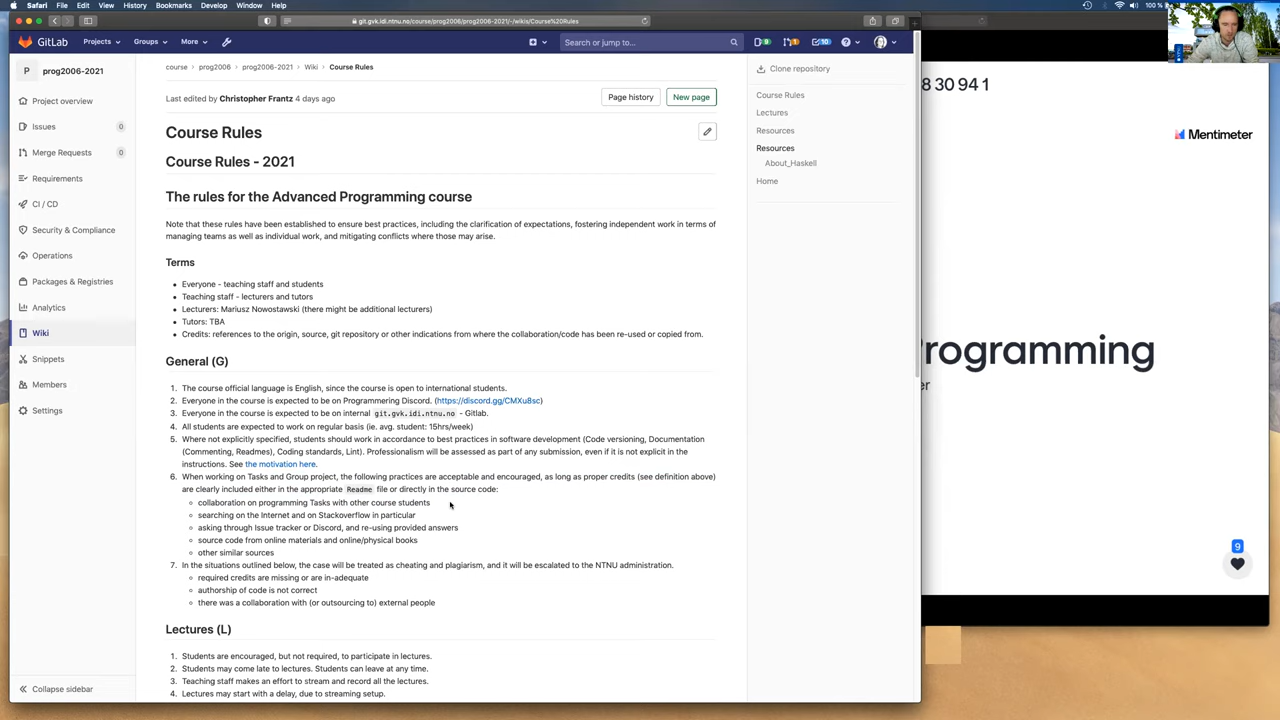 Safari File Edit View History Bookmarks Develop Window Help
100 %
git.gvk.idi.ntnu.no/course/prog2006/prog2006-2021/-/wikis/Course%20Rules
GitLab Projects Groups More Search or jump to... 8 1 10
P prog2006-2021
Project overview
Issues 0
Merge Requests 0
Requirements
CI / CD
Security & Compliance
Operations
Packages & Registries
Analytics
Wiki
Snippets
Members
Settings
Collapse sidebar
course › prog2006 › prog2006-2021 › Wiki › Course Rules
Last edited by Christopher Frantz 4 days ago
Page history
New page
Course Rules
Course Rules - 2021
The rules for the Advanced Programming course
Note that these rules have been established to ensure best practices, including the clarification of expectations, fostering independent work in terms of
managing teams as well as individual work, and mitigating conflicts where those may arise.
Terms
• Everyone - teaching staff and students
• Teaching staff - lecturers and tutors
• Lecturers: Mariusz Nowostawski (there might be additional lecturers)
• Tutors: TBA
• Credits: references to the origin, source, git repository or other indications from where the collaboration/code has been re-used or copied from.
General (G)
1. The course official language is English, since the course is open to international students.
2. Everyone in the course is expected to be on Programmering Discord. (https://discord.gg/CMXu8sc)
3. Everyone in the course is expected to be on internal git.gvk.idi.ntnu.no - Gitlab.
4. All students are expected to work on regular basis (ie. avg. student: 15hrs/week)
5. Where not explicitly specified, students should work in accordance to best practices in software development (Code versioning, Documentation
(Commenting, Readmes), Coding standards, Lint). Professionalism will be assessed as part of any submission, even if it is not explicit in the
instructions. See the motivation here.
6. When working on Tasks and Group project, the following practices are acceptable and encouraged, as long as proper credits (see definition above)
are clearly included either in the appropriate Readme file or directly in the source code:
◦ collaboration on programming Tasks with other course students
◦ searching on the Internet and on Stackoverflow in particular
◦ asking through Issue tracker or Discord, and re-using provided answers
◦ source code from online materials and online/physical books
◦ other similar sources
7. In the situations outlined below, the case will be treated as cheating and plagiarism, and it will be escalated to the NTNU administration.
◦ required credits are missing or are in-adequate
◦ authorship of code is not correct
◦ there was a collaboration with (or outsourcing to) external people
Lectures (L)
1. Students are encouraged, but not required, to participate in lectures.
2. Students may come late to lectures. Students can leave at any time.
3. Teaching staff makes an effort to stream and record all the lectures.
4. Lectures may start with a delay, due to streaming setup.
Clone repository
Course Rules
Lectures
Resources
Resources
About_Haskell
Home
8 30 94 1
Mentimeter
Programming
er
9